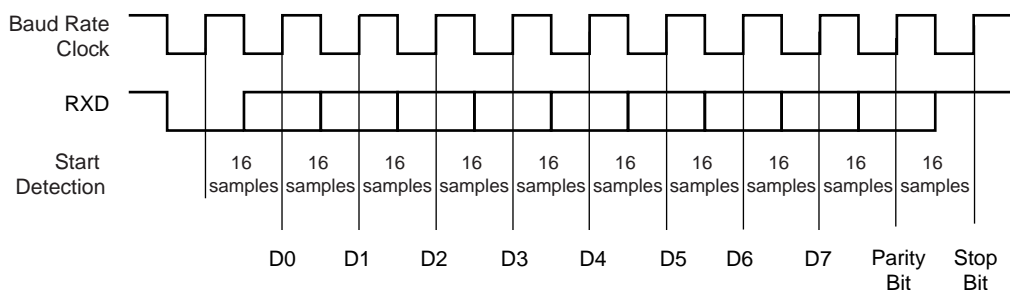 Baud Rate
Clock
RXD
Start
Detection
16 16 16 16 16 16 16 16 16 16
samples samples samples samples samples samples samples samples samples samples
D0 D1 D2 D3 D4 D5 D6 D7 Parity Stop
Bit Bit